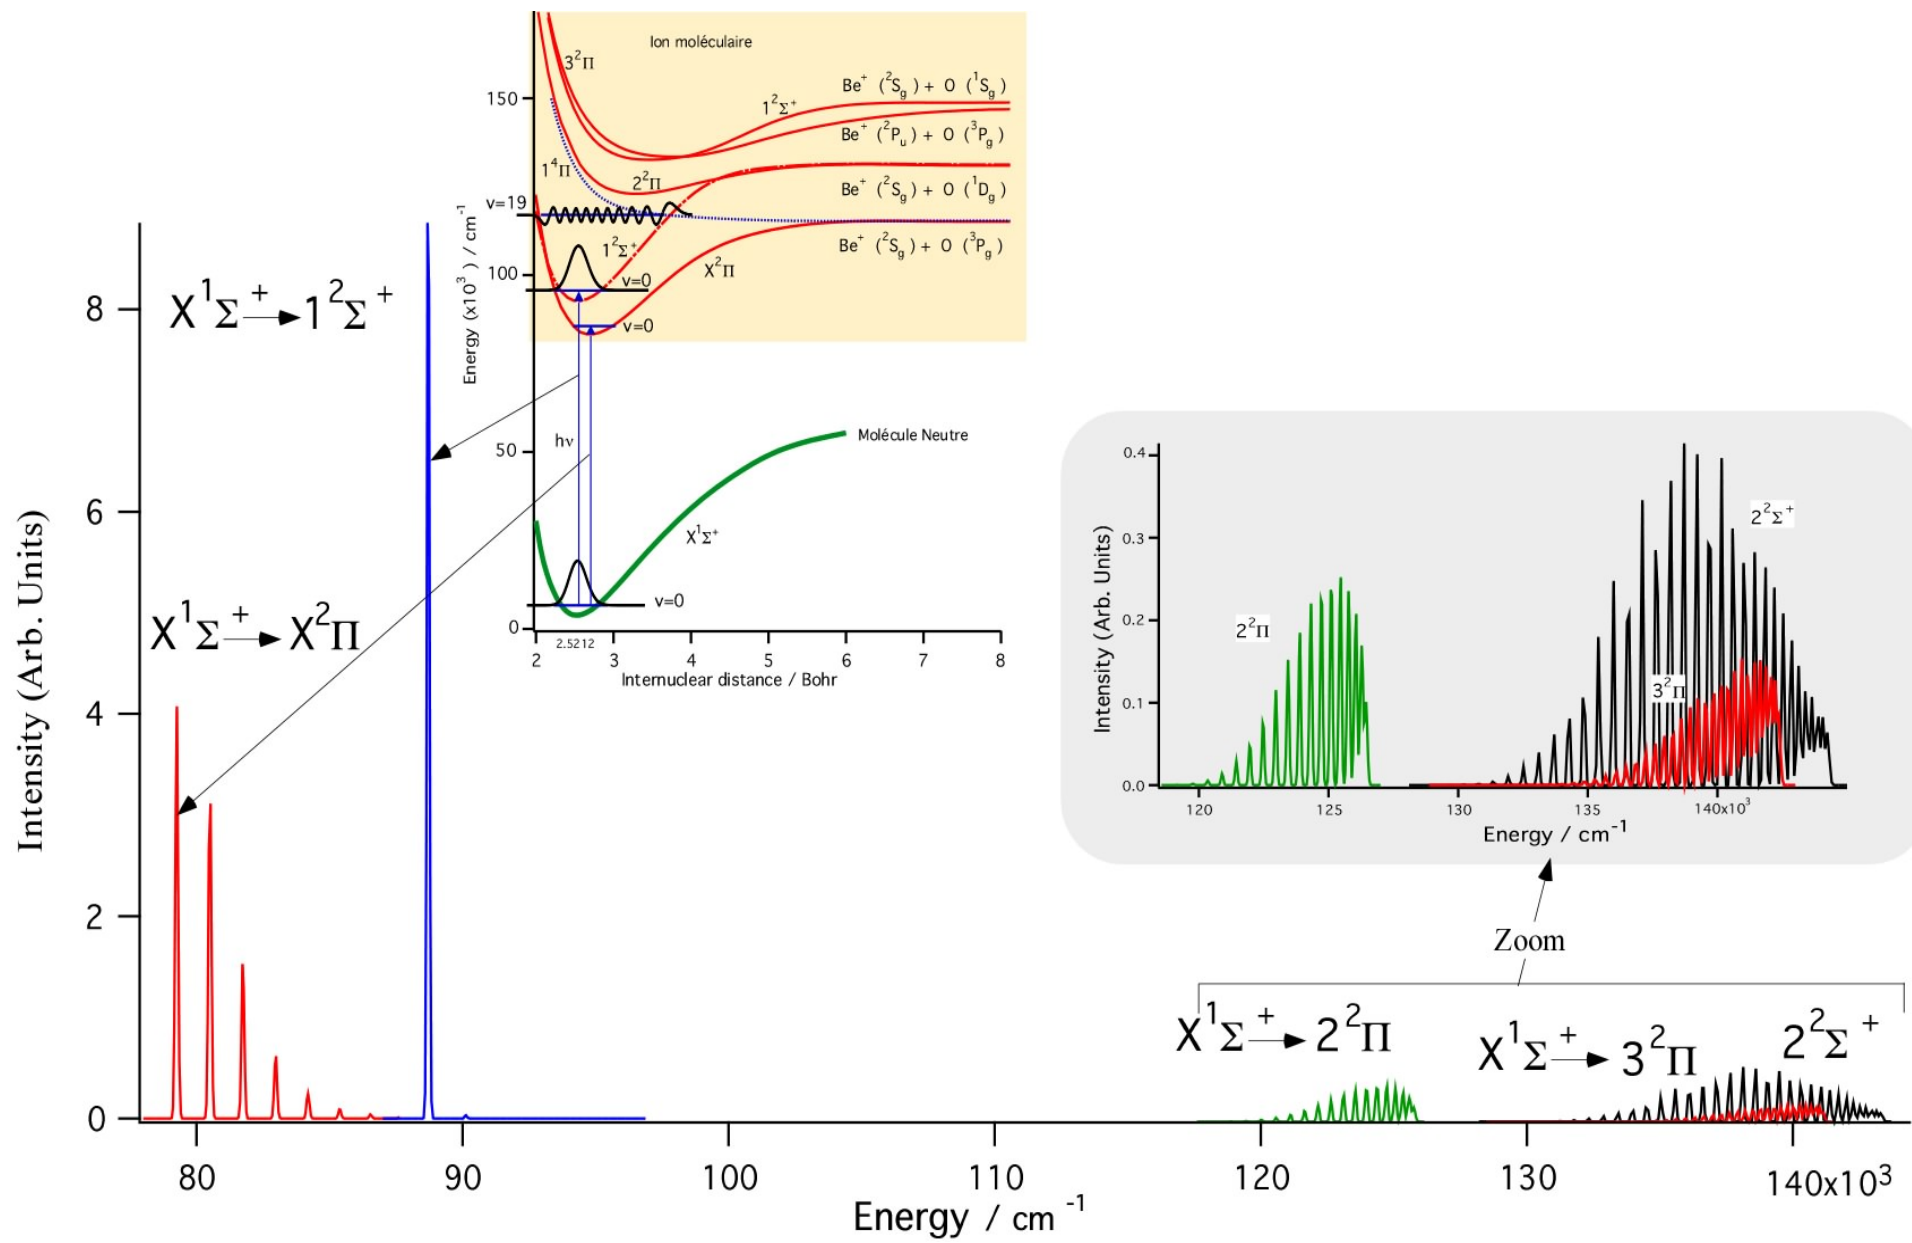 Ion moléculaire
3²Π
150
1²Σ⁺
Be⁺ (²S_g) + O (¹S_g)
Be⁺ (²P_u) + O (³P_g)
1⁴Π
2²Π
Be⁺ (²S_g) + O (¹D_g)
v=19
1²Σ⁺
X²Π
Be⁺ (²S_g) + O (³P_g)
100
v=0
v=0
Energy (x10³) / cm⁻¹
hν
50
Molécule Neutre
X¹Σ⁺
v=0
0
2.5212
2 3 4 5 6 7 8
Internuclear distance / Bohr
X¹Σ⁺ → 1²Σ⁺
X¹Σ⁺ → X²Π
Intensity (Arb. Units)
8
6
4
2
0
0.4
0.3
0.2
0.1
0.0
Intensity (Arb. Units)
2²Π
2²Σ⁺
3²Π
120 125 130 135 140x10³
Energy / cm⁻¹
Zoom
X¹Σ⁺ → 2²Π
X¹Σ⁺ → 3²Π
2²Σ⁺
80 90 100 110 120 130 140x10³
Energy / cm⁻¹